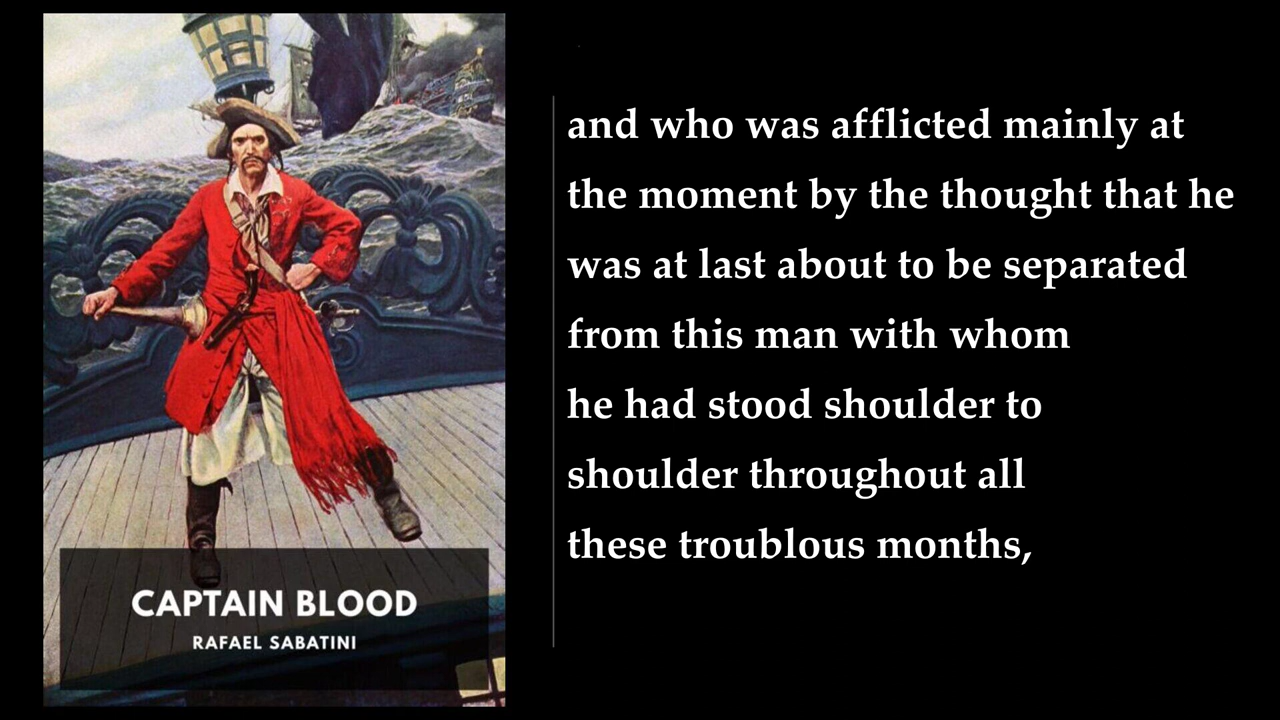 CAPTAIN BLOOD
RAFAEL SABATINI
and who was afflicted mainly at
the moment by the thought that he
was at last about to be separated
from this man with whom
he had stood shoulder to
shoulder throughout all
these troublous months,